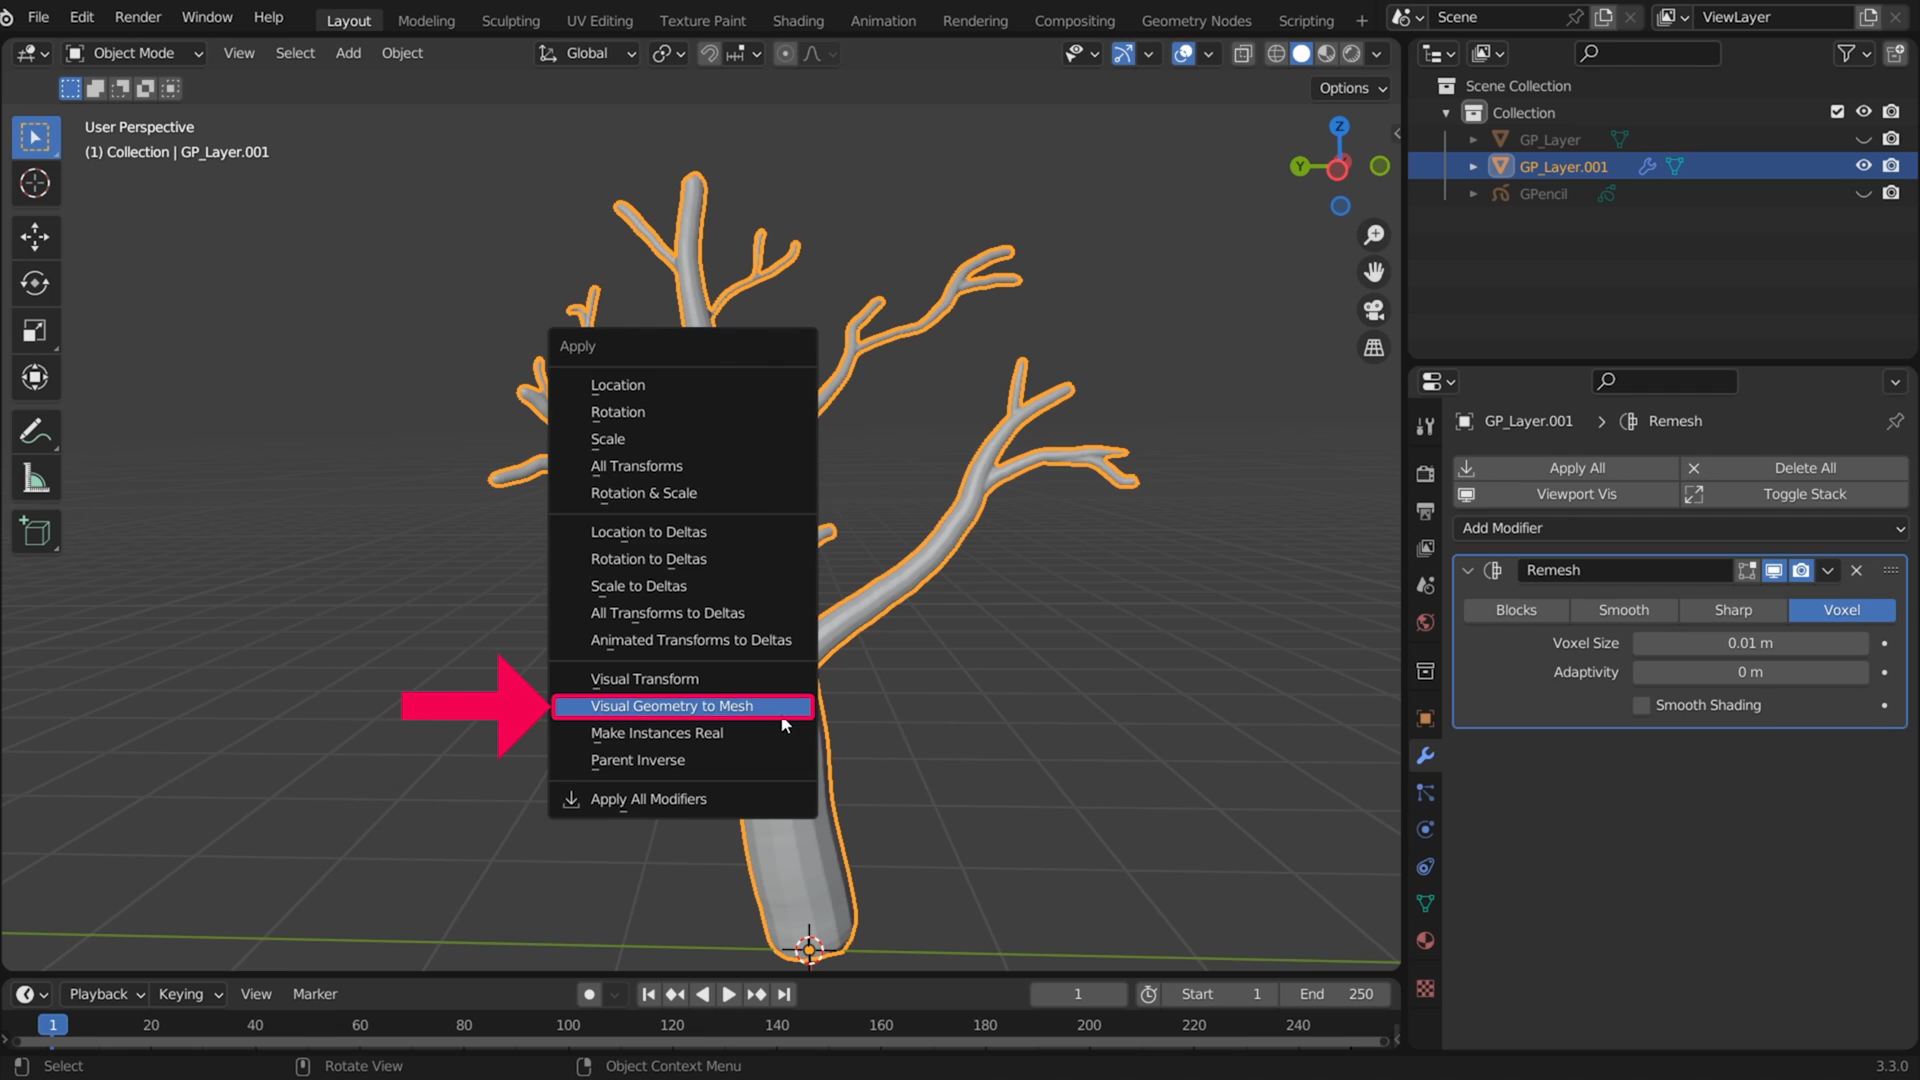 File Edit Render Window Help Layout Modeling Sculpting UV Editing Texture Paint Shading Animation Rendering Compositing Geometry Nodes Scripting + Scene ViewLayer
Object Mode View Select Add Object Global
Options
User Perspective
(1) Collection | GP_Layer.001
Z
Y
Scene Collection
Collection
GP_Layer
GP_Layer.001
GPencil
Apply
Location
Rotation
Scale
All Transforms
Rotation & Scale
Location to Deltas
Rotation to Deltas
Scale to Deltas
All Transforms to Deltas
Animated Transforms to Deltas
Visual Transform
Visual Geometry to Mesh
Make Instances Real
Parent Inverse
Apply All Modifiers
GP_Layer.001 > Remesh
Apply All Delete All
Viewport Vis Toggle Stack
Add Modifier
Remesh
Blocks Smooth Sharp Voxel
Voxel Size 0.01 m
Adaptivity 0 m
Smooth Shading
Playback Keying View Marker 1 Start 1 End 250
1 20 40 60 80 100 120 140 160 180 200 220 240
Select Rotate View Object Context Menu 3.3.0